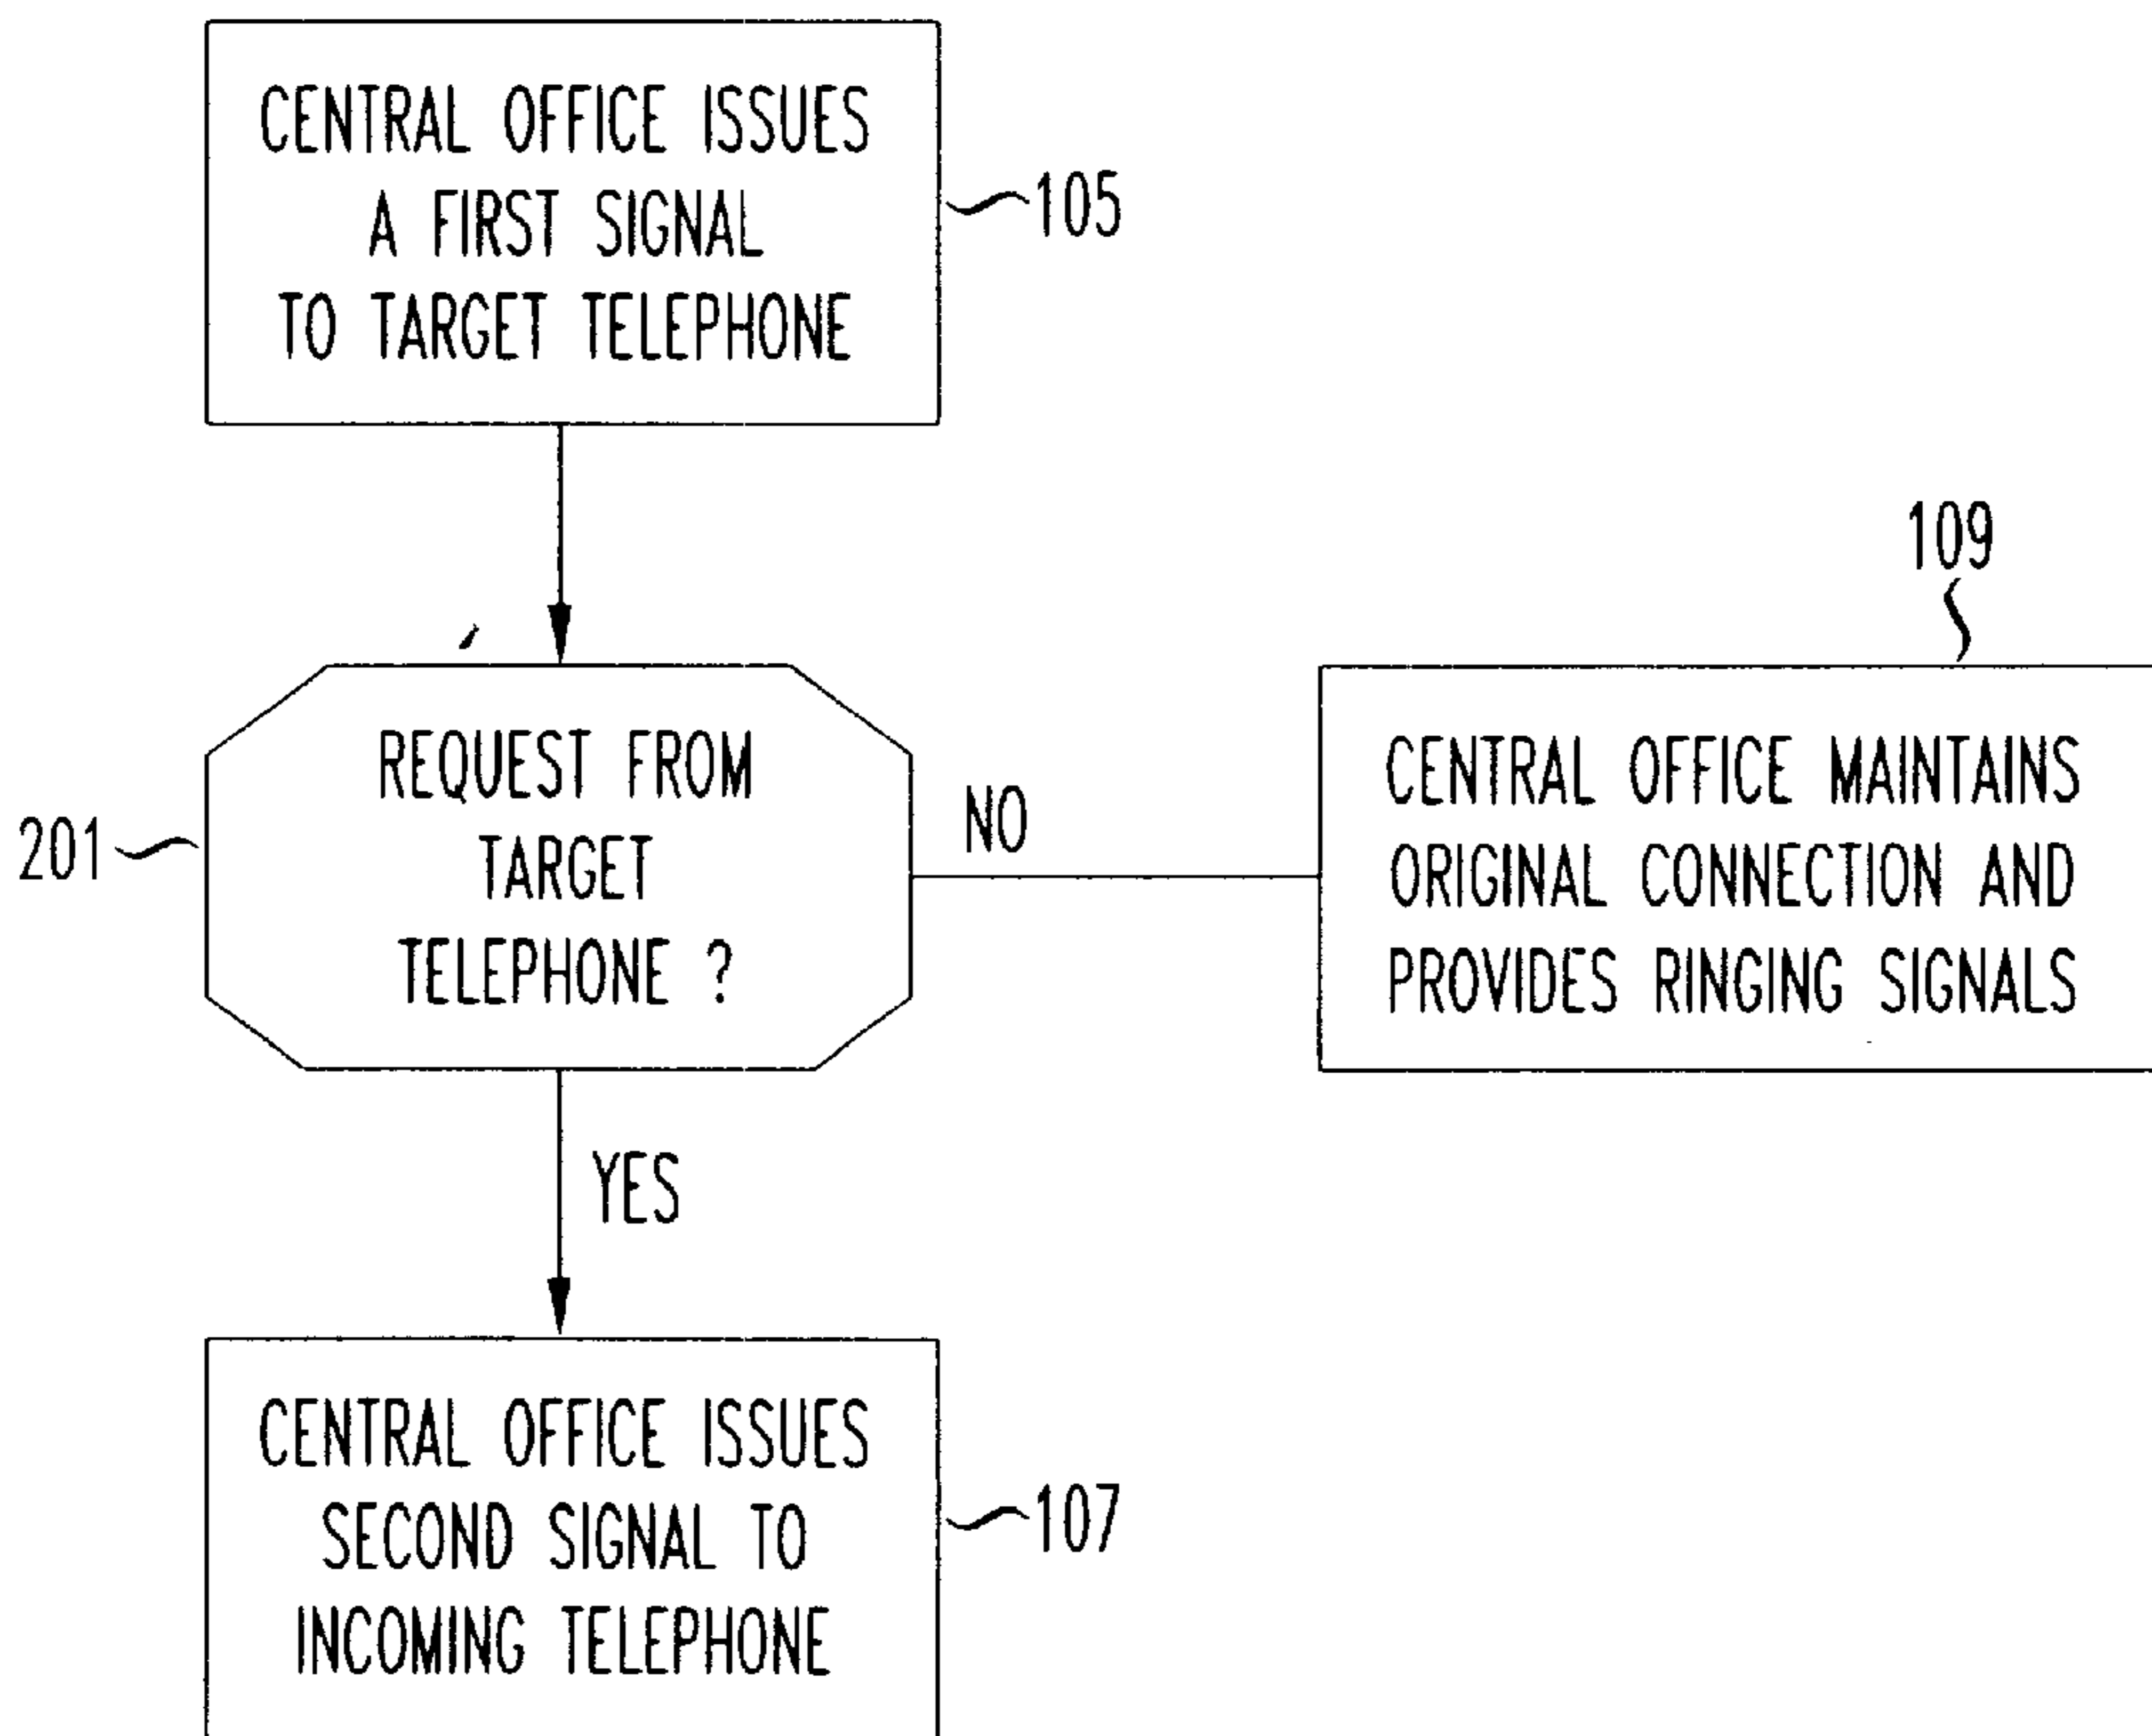 CENTRAL OFFICE ISSUES
A FIRST SIGNAL
TO TARGET TELEPHONE
105
109
REQUEST FROM
TARGET
TELEPHONE ?
201
NO
CENTRAL OFFICE MAINTAINS
ORIGINAL CONNECTION AND
PROVIDES RINGING SIGNALS
YES
CENTRAL OFFICE ISSUES
SECOND SIGNAL TO
INCOMING TELEPHONE
107